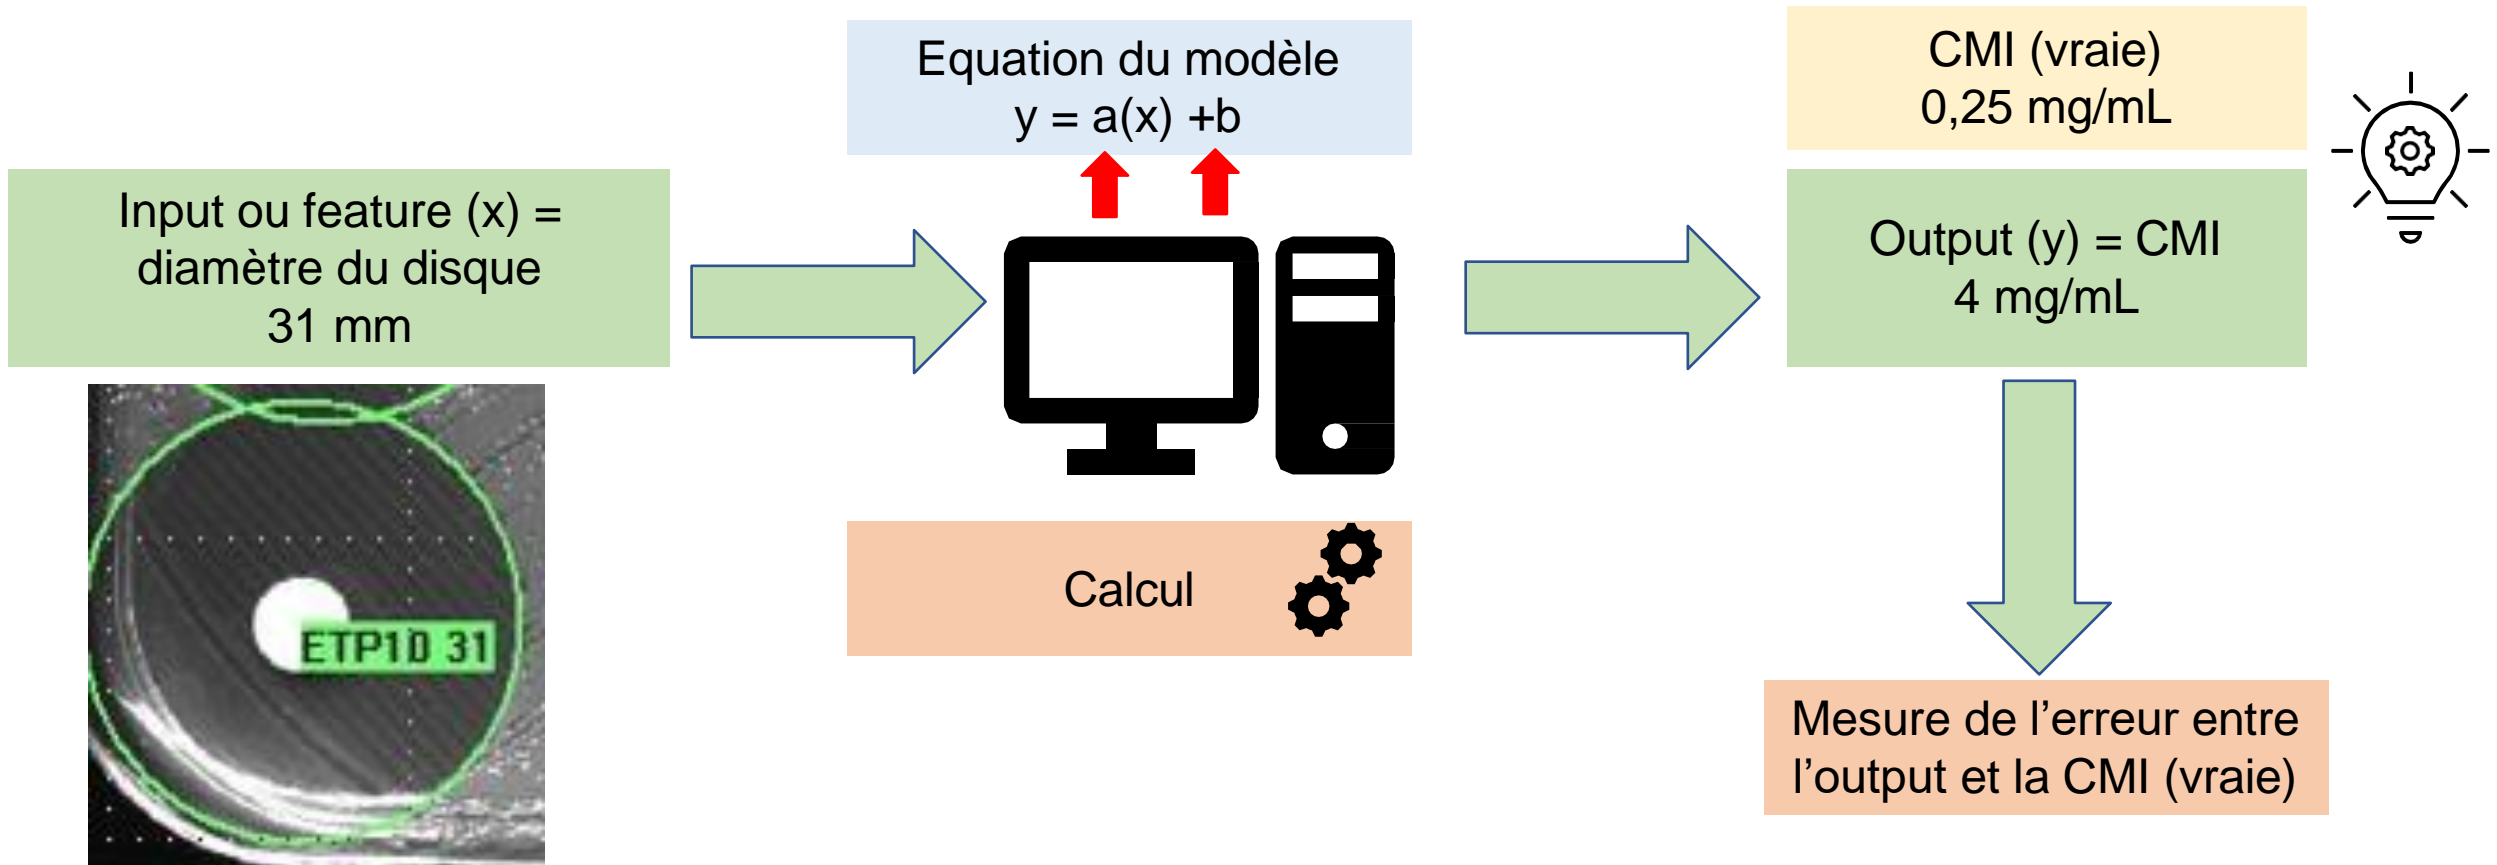 Equation du modèle
y = a(x) +b
CMI (vraie)
0,25 mg/mL
Input ou feature (x) =
diamètre du disque
31 mm
Output (y) = CMI
4 mg/mL
ETP10 31
Calcul
Mesure de l’erreur entre
l’output et la CMI (vraie)